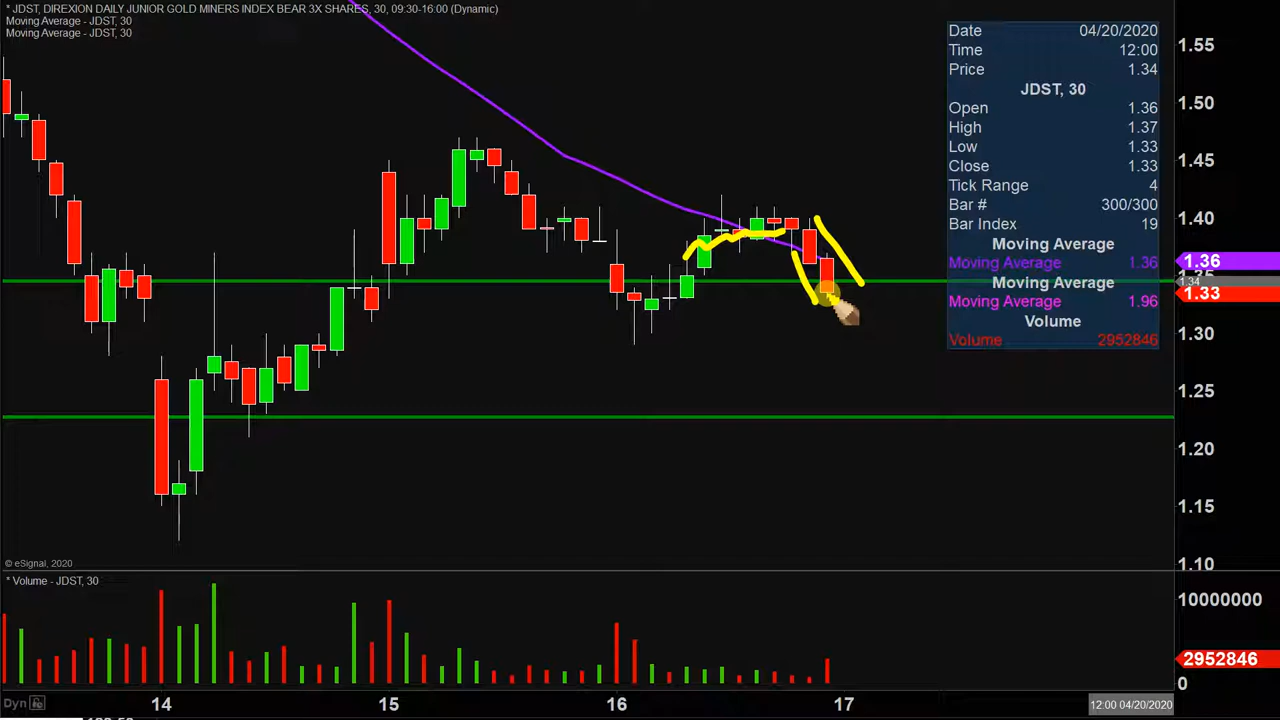 * JDST, DIREXION DAILY JUNIOR GOLD MINERS INDEX BEAR 3X SHARES, 30, 09:30-16:00 (Dynamic)
Moving Average - JDST, 30
Moving Average - JDST, 30
Date 04/20/2020
Time 12:00
Price 1.34
JDST, 30
Open 1.36
High 1.37
Low 1.33
Close 1.33
Tick Range 4
Bar # 300/300
Bar Index 19
Moving Average
Moving Average 1.36
Moving Average
Moving Average 1.96
Volume
Volume 2952846
1.55
1.50
1.45
1.40
1.36
1.34
1.33
1.30
1.25
1.20
1.15
1.10
© eSignal, 2020
* Volume - JDST, 30
10000000
2952846
0
Dyn
14 15 16 17
12:00 04/20/2020